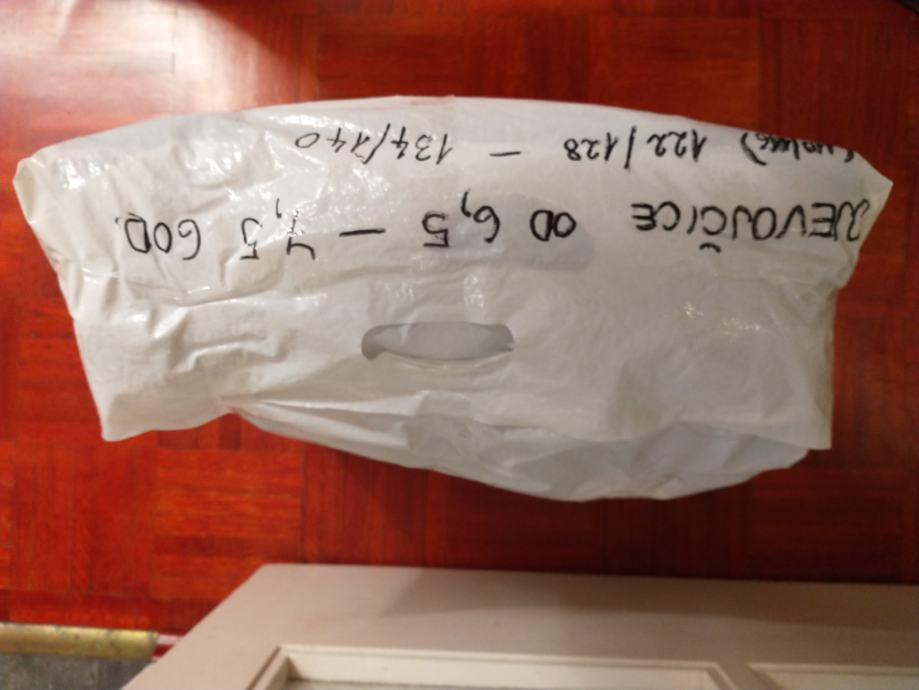 DJEVOJČICE OD 6,5 – 7,5 GOD.
122/128 – 134/140